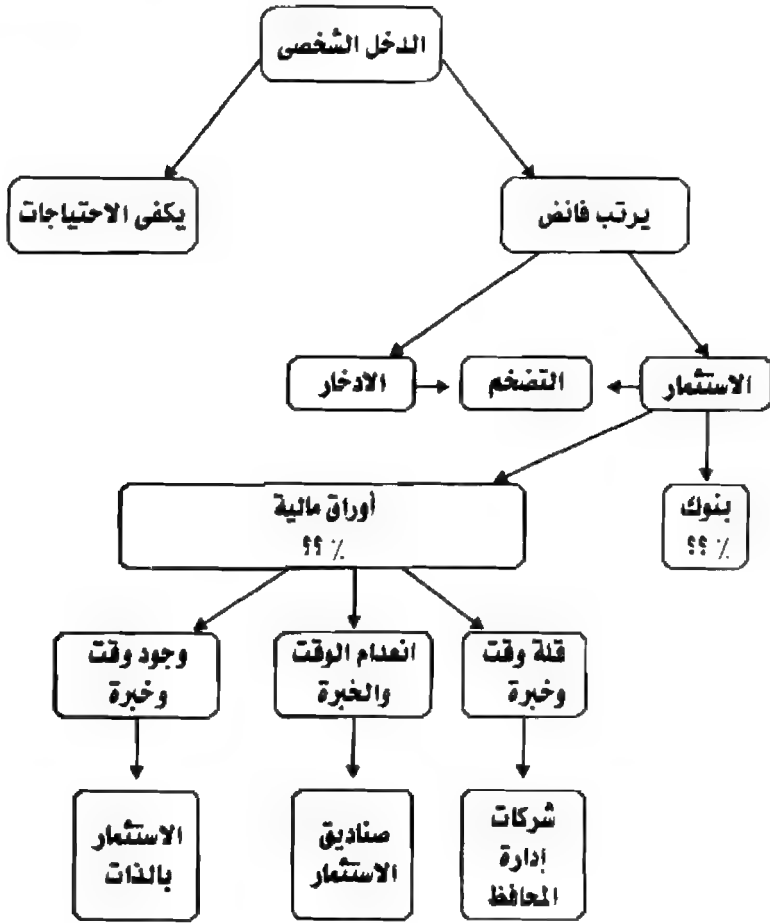 الدخل الشخصى
يرتب فائض
يكفى الاحتياجات
الاستثمار
التضخم
الادخار
بنوك
٪ ؟؟
أوراق مالية
٪ ؟؟
قلة وقت
وخبرة
انعدام الوقت
والخبرة
وجود وقت
وخبرة
شركات
إدارة
المحافظ
صناديق
الاستثمار
الاستثمار
بالذات